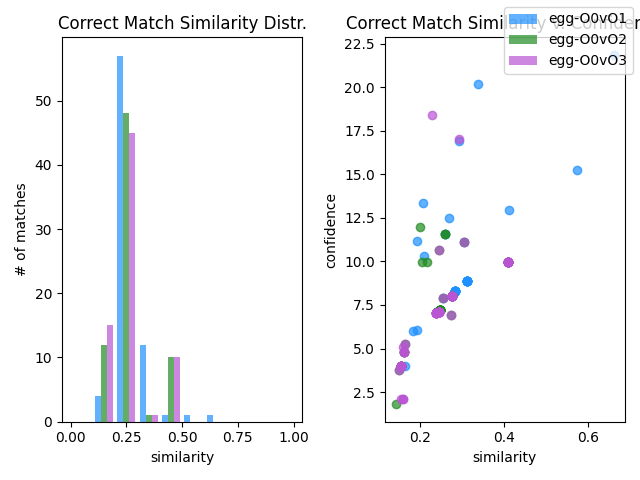 Correct Match Similarity Distr.
# of matches
50
40
30
20
10
0
0.00 0.25 0.50 0.75 1.00
similarity
Correct Match Similarity v Confiden
egg-O0vO1
egg-O0vO2
egg-O0vO3
confidence
22.5
20.0
17.5
15.0
12.5
10.0
7.5
5.0
2.5
0.2 0.4 0.6
similarity